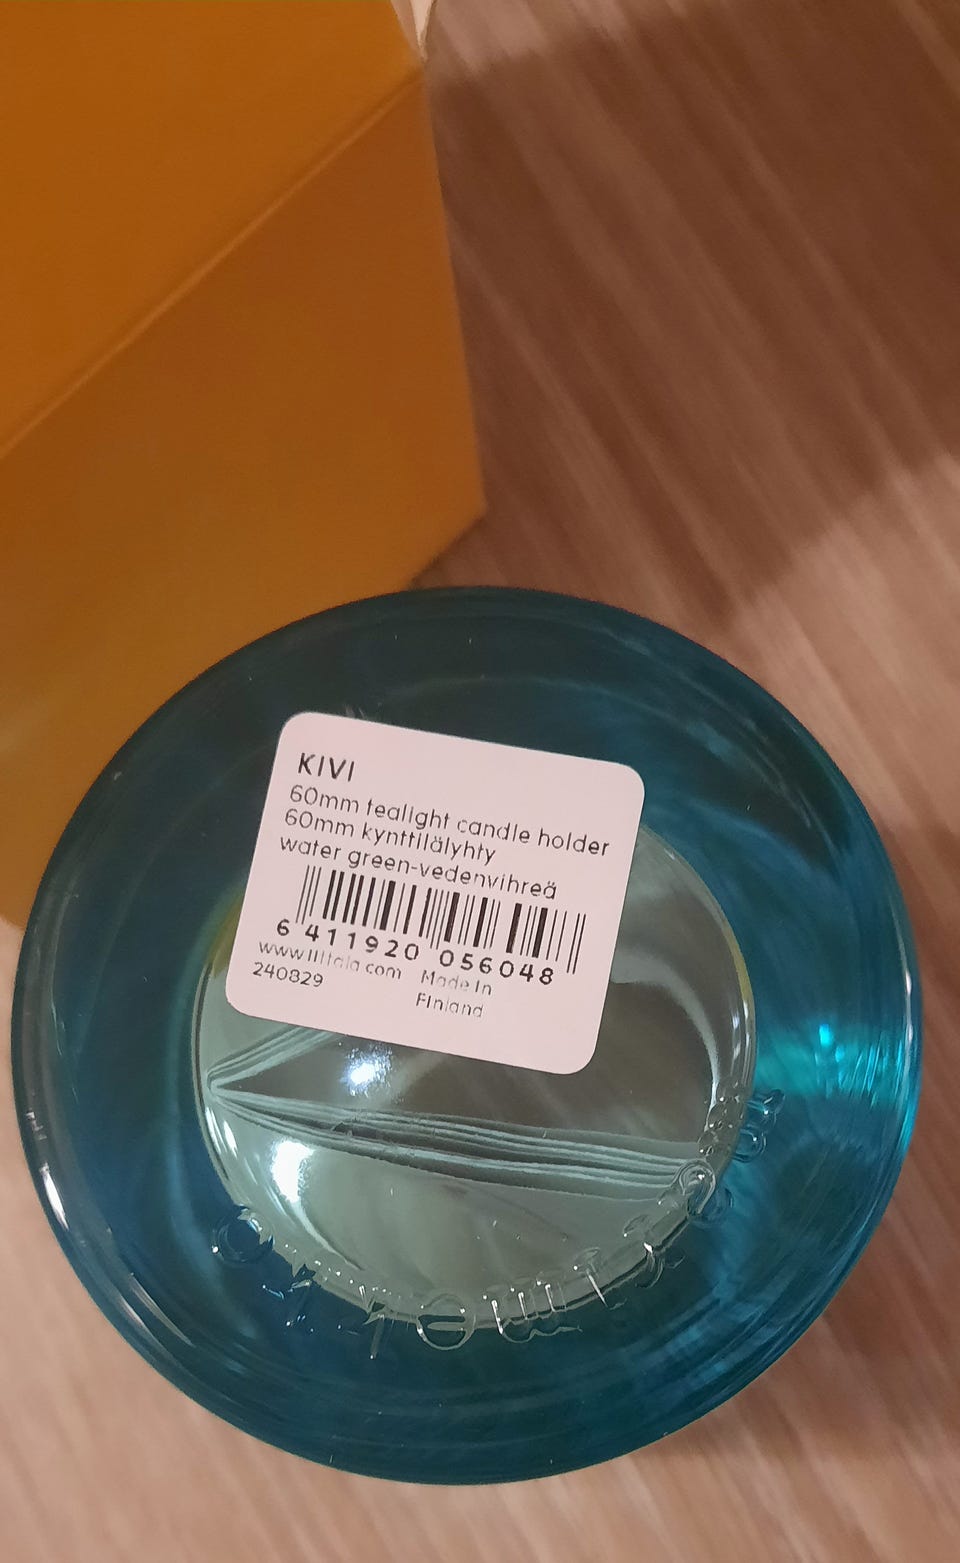 KIVI
60mm tealight candle holder
60mm kynttilälyhty
water green-vedenvihreä
6 411920 056048
www.iittala.com Made in
240829 Finland